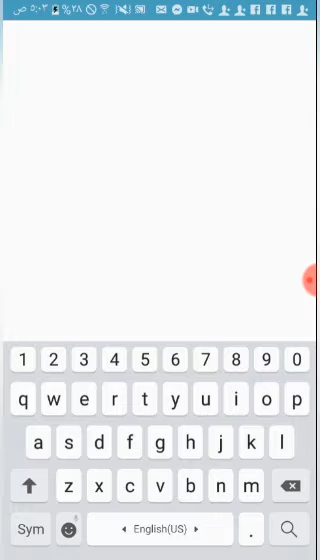 ٥:٠٣ ص %٢٨
1 2 3 4 5 6 7 8 9 0
q w e r t y u i o p
a s d f g h j k l
z x c v b n m
Sym English(US) .